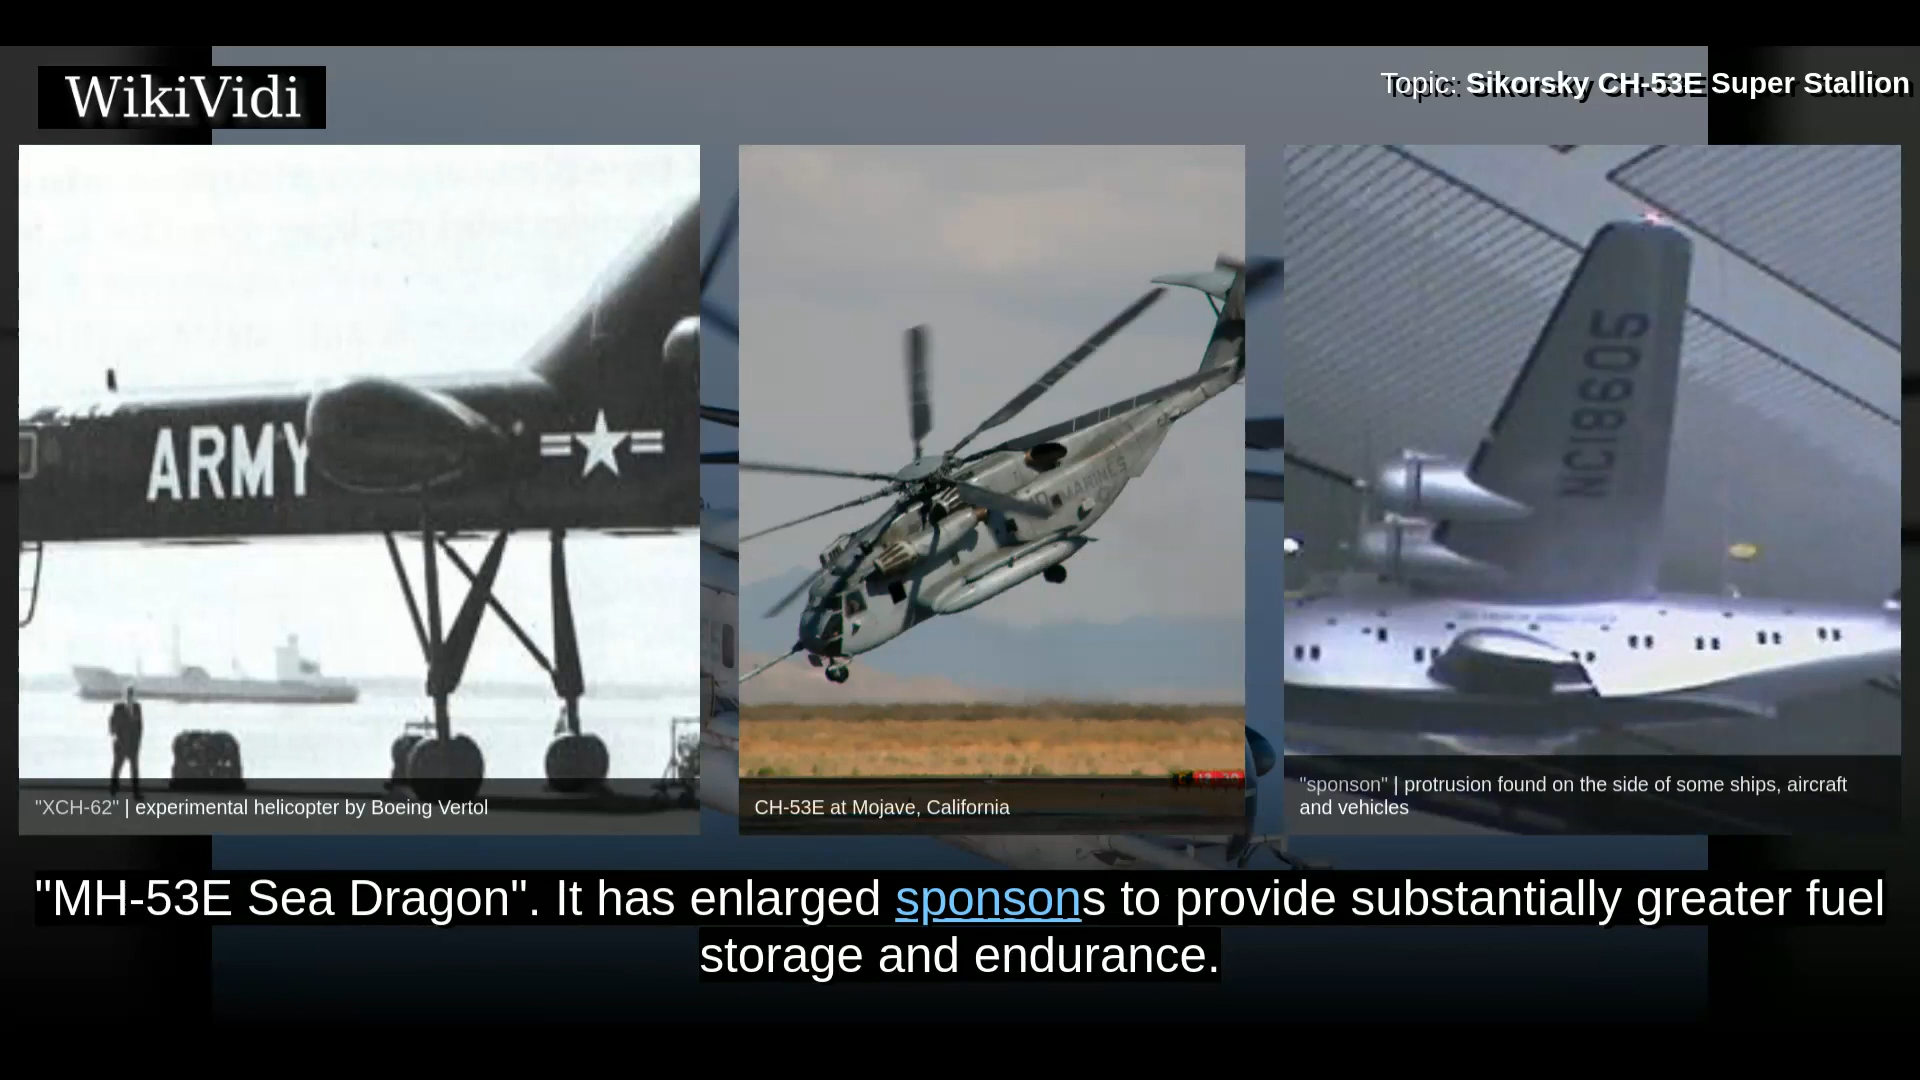 WikiVidi
Topic: Sikorsky CH-53E Super Stallion
ARMY
"XCH-62" | experimental helicopter by Boeing Vertol
MARINES
CH-53E at Mojave, California
NC18605
"sponson" | protrusion found on the side of some ships, aircraft
and vehicles
"MH-53E Sea Dragon". It has enlarged sponsons to provide substantially greater fuel
storage and endurance.